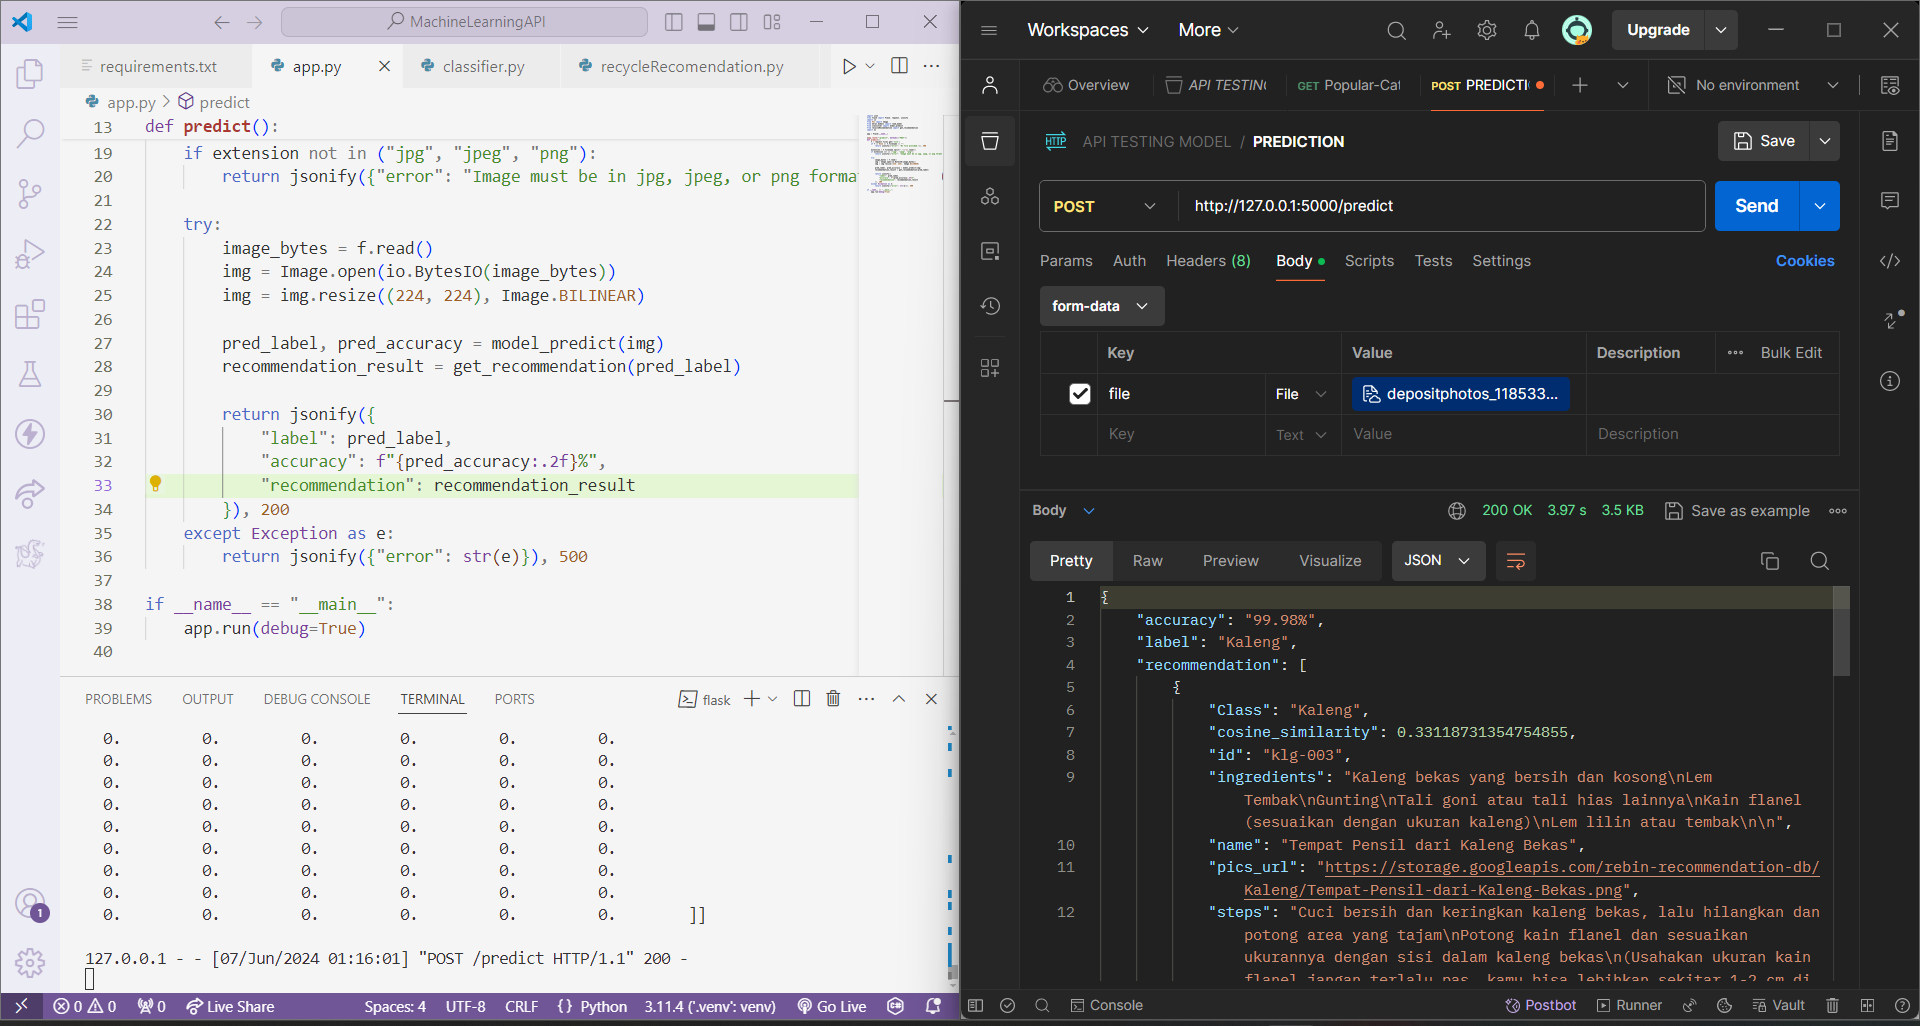 MachineLearningAPI
requirements.txt
app.py
classifier.py
recycleRecomendation.py
app.py > predict
13 def predict():
19 if extension not in ("jpg", "jpeg", "png"):
20 return jsonify({"error": "Image must be in jpg, jpeg, or png forma
21
22 try:
23 image_bytes = f.read()
24 img = Image.open(io.BytesIO(image_bytes))
25 img = img.resize((224, 224), Image.BILINEAR)
26
27 pred_label, pred_accuracy = model_predict(img)
28 recommendation_result = get_recommendation(pred_label)
29
30 return jsonify({
31 "label": pred_label,
32 "accuracy": f"{pred_accuracy:.2f}%",
33 "recommendation": recommendation_result
34 }), 200
35 except Exception as e:
36 return jsonify({"error": str(e)}), 500
37
38 if __name__ == "__main__":
39 app.run(debug=True)
40
PROBLEMS OUTPUT DEBUG CONSOLE TERMINAL PORTS
flask
0. 0. 0. 0. 0. 0.
0. 0. 0. 0. 0. 0.
0. 0. 0. 0. 0. 0.
0. 0. 0. 0. 0. 0.
0. 0. 0. 0. 0. 0.
0. 0. 0. 0. 0. 0.
0. 0. 0. 0. 0. 0.
0. 0. 0. 0. 0. 0.
0. 0. 0. 0. 0. 0. ]]
127.0.0.1 - - [07/Jun/2024 01:16:01] "POST /predict HTTP/1.1" 200 -
1
0 0 0 Live Share Spaces: 4 UTF-8 CRLF {} Python 3.11.4 ('.venv': venv) Go Live
Workspaces More Upgrade
Overview API TESTING GET Popular-Cat POST PREDICTI No environment
HTTP API TESTING MODEL / PREDICTION Save
POST http://127.0.0.1:5000/predict Send
Params Auth Headers (8) Body Scripts Tests Settings Cookies
form-data
Key Value Description Bulk Edit
file File depositphotos_118533...
Key Text Value Description
Body 200 OK 3.97 s 3.5 KB Save as example
Pretty Raw Preview Visualize JSON
1 {
2 "accuracy": "99.98%",
3 "label": "Kaleng",
4 "recommendation": [
5 {
6 "Class": "Kaleng",
7 "cosine_similarity": 0.33118731354754855,
8 "id": "klg-003",
9 "ingredients": "Kaleng bekas yang bersih dan kosong\nLem
Tembak\nGunting\nTali goni atau tali hias lainnya\nKain flanel
(sesuaikan dengan ukuran kaleng)\nLem lilin atau tembak\n\n",
10 "name": "Tempat Pensil dari Kaleng Bekas",
11 "pics_url": "https://storage.googleapis.com/rebin-recommendation-db/
Kaleng/Tempat-Pensil-dari-Kaleng-Bekas.png",
12 "steps": "Cuci bersih dan keringkan kaleng bekas, lalu hilangkan dan
potong area yang tajam\nPotong kain flanel dan sesuaikan
ukurannya dengan sisi dalam kaleng bekas\n(Usahakan ukuran kain
flanel jangan terlalu pas, kamu bisa lebihkan sekitar 1-2 cm di
Console Postbot Runner Vault